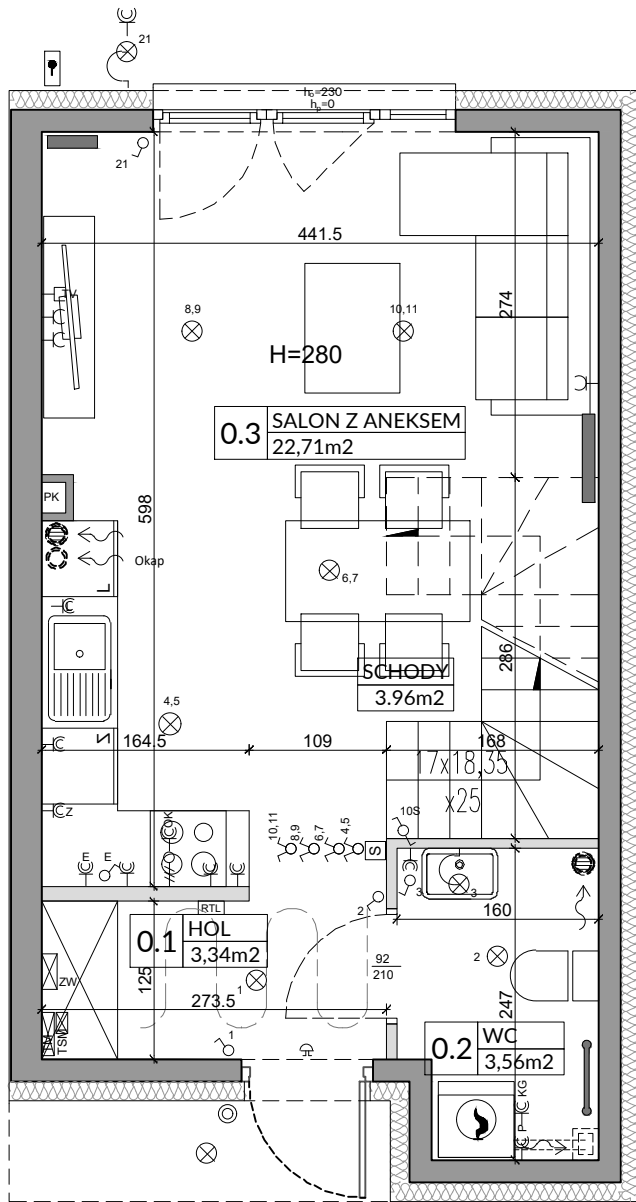 21
hₒ=230
hₚ=0
21
441.5
TV
8,9
10,11
274
H=280
0.3
SALON Z ANEKSEM
22,71m2
PK
598
Okap
L
6,7
286
SCHODY
3.96m2
4,5
Z
164.5
109
168
17x18,35
x25
Z
OK
10,11
8,9
6,7
4,5
S
10S
E
E
3
3
160
RTL
2
0.1
HOL
3,34m2
125
ZW
92
210
2
1
273.5
247
TSM
1
0.2
WC
3,56m2
KG
P